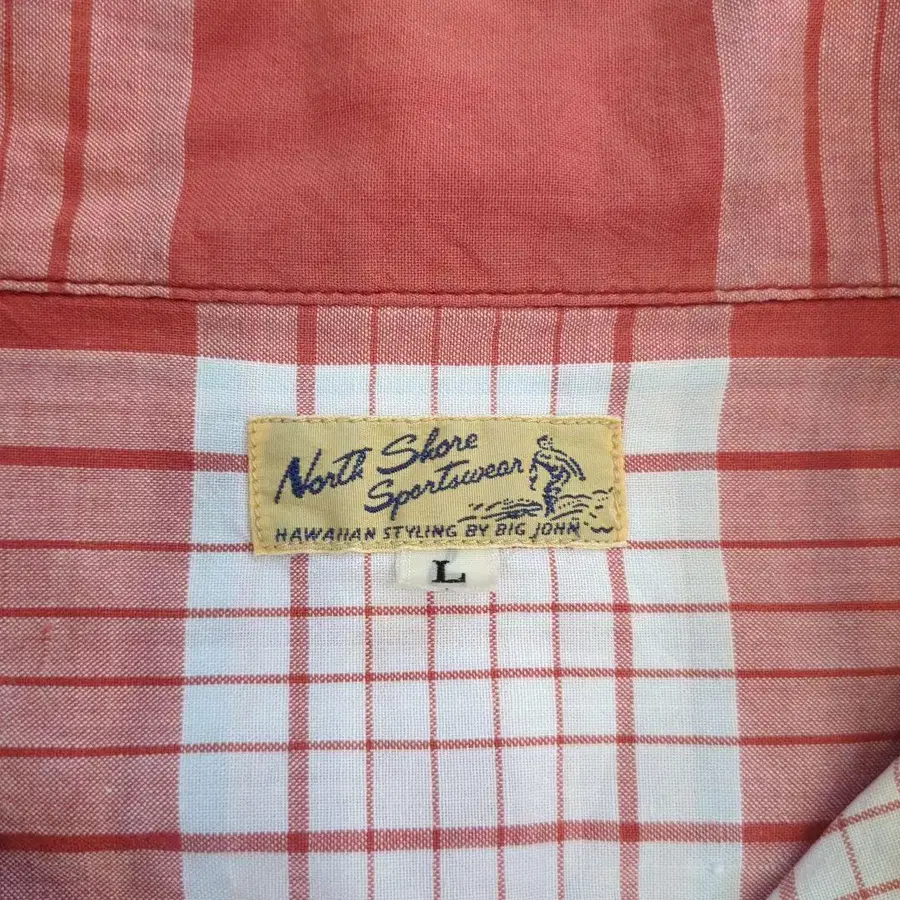 North Shore
Sportswear
HAWAIIAN STYLING BY BIG JOHN
L